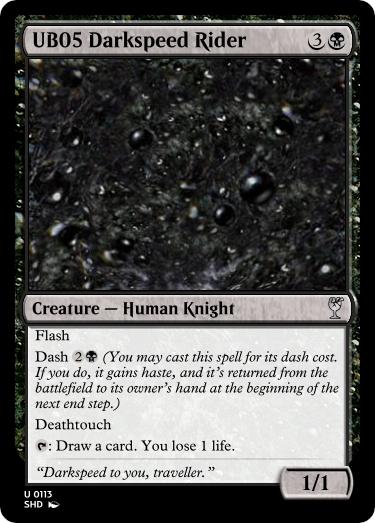 UB05 Darkspeed Rider 3
Creature — Human Knight
Flash
Dash 2 (You may cast this spell for its dash cost.
If you do, it gains haste, and it's returned from the
battlefield to its owner's hand at the beginning of the
next end step.)
Deathtouch
: Draw a card. You lose 1 life.
"Darkspeed to you, traveller."
1/1
U 0113
SHD